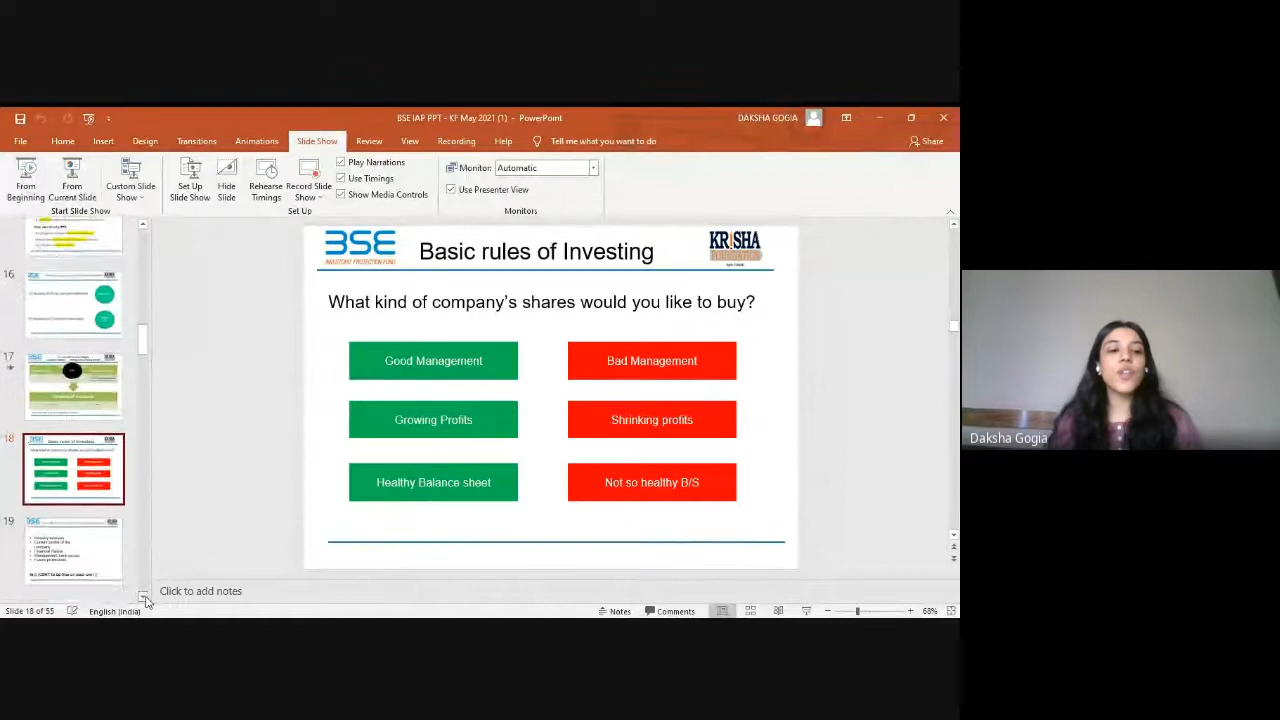 BSE IAP PPT - KF May 2021 (1) - PowerPoint
DAKSHA GOGIA
File Home Insert Design Transitions Animations Slide Show Review View Recording Help Tell me what you want to do
Share
From Beginning
From Current Slide
Custom Slide Show
Start Slide Show
Set Up Slide Show
Hide Slide
Rehearse Timings
Record Slide Show
Play Narrations
Use Timings
Show Media Controls
Set Up
Monitor: Automatic
Use Presenter View
Monitors
16
17
18
19
BSE
INVESTORS' PROTECTION FUND
Basic rules of Investing
KRISHA
FOUNDATION
What kind of company's shares would you like to buy?
Good Management
Bad Management
Growing Profits
Shrinking profits
Healthy Balance sheet
Not so healthy B/S
Click to add notes
Slide 18 of 55
English (India)
Notes
Comments
68%
Daksha Gogia